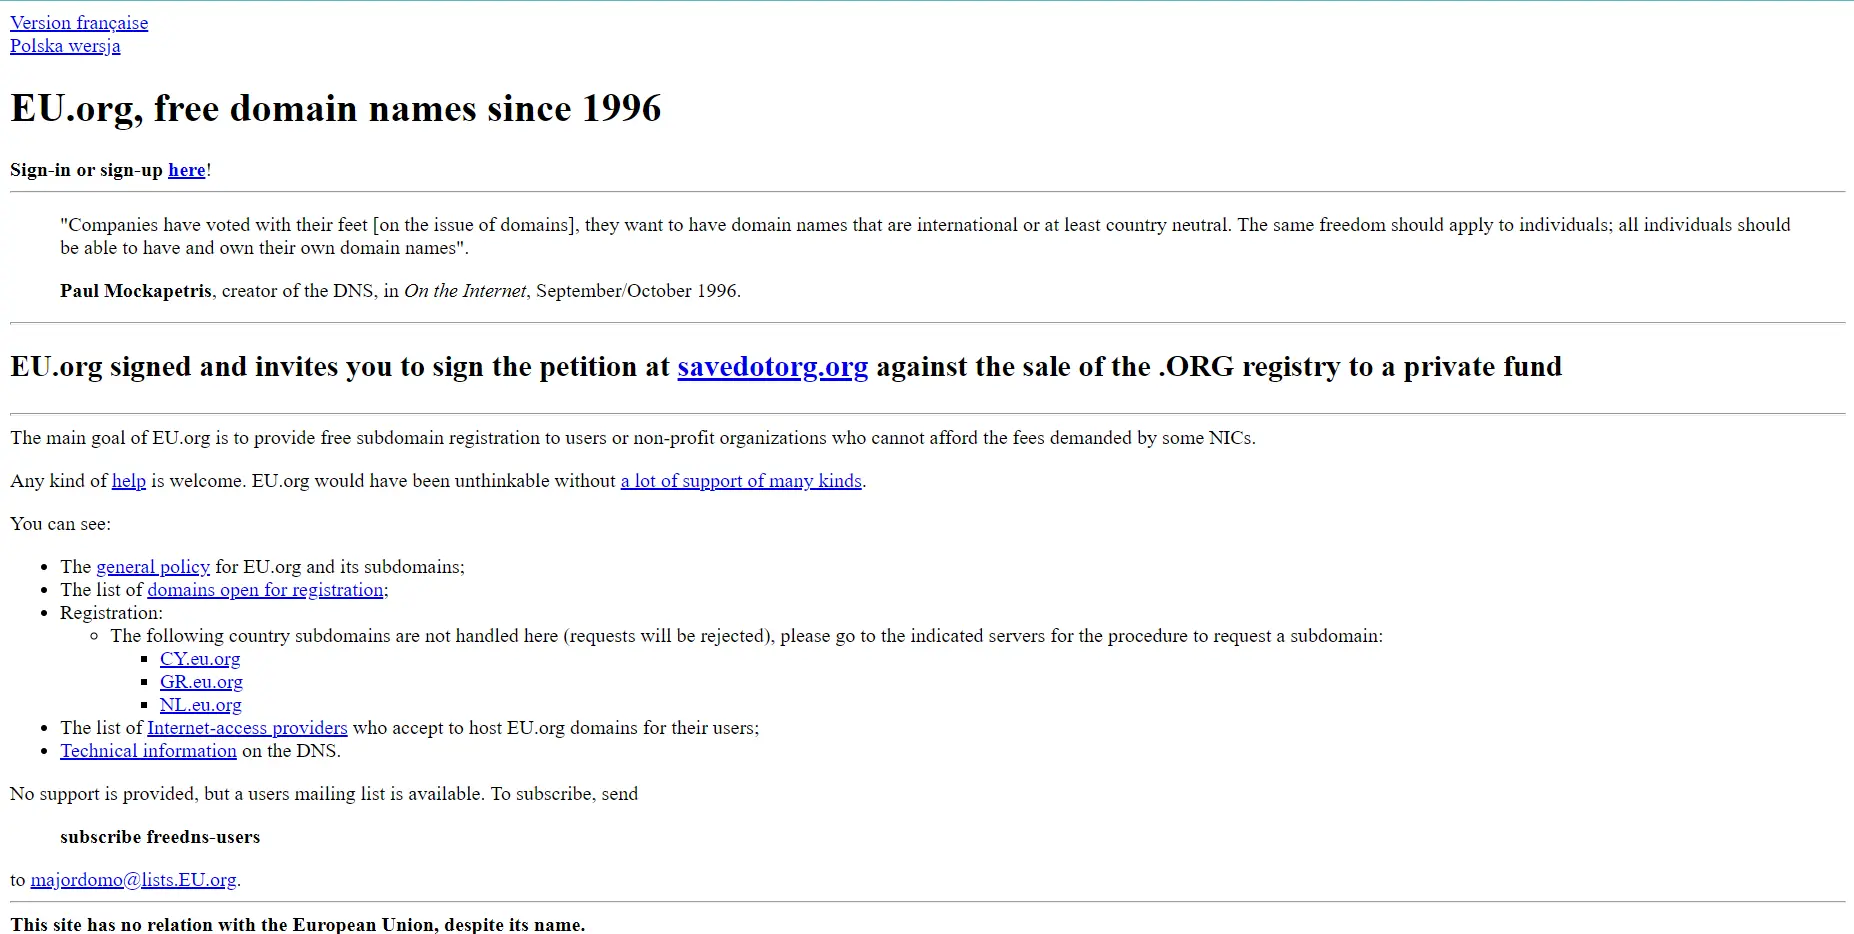 Version française
Polska wersja
EU.org, free domain names since 1996
Sign-in or sign-up here!
"Companies have voted with their feet [on the issue of domains], they want to have domain names that are international or at least country neutral. The same freedom should apply to individuals; all individuals should
be able to have and own their own domain names".
Paul Mockapetris, creator of the DNS, in On the Internet, September/October 1996.
EU.org signed and invites you to sign the petition at savedotorg.org against the sale of the .ORG registry to a private fund
The main goal of EU.org is to provide free subdomain registration to users or non-profit organizations who cannot afford the fees demanded by some NICs.
Any kind of help is welcome. EU.org would have been unthinkable without a lot of support of many kinds.
You can see:
The general policy for EU.org and its subdomains;
The list of domains open for registration;
Registration:
The following country subdomains are not handled here (requests will be rejected), please go to the indicated servers for the procedure to request a subdomain:
CY.eu.org
GR.eu.org
NL.eu.org
The list of Internet-access providers who accept to host EU.org domains for their users;
Technical information on the DNS.
No support is provided, but a users mailing list is available. To subscribe, send
subscribe freedns-users
to majordomo@lists.EU.org.
This site has no relation with the European Union, despite its name.